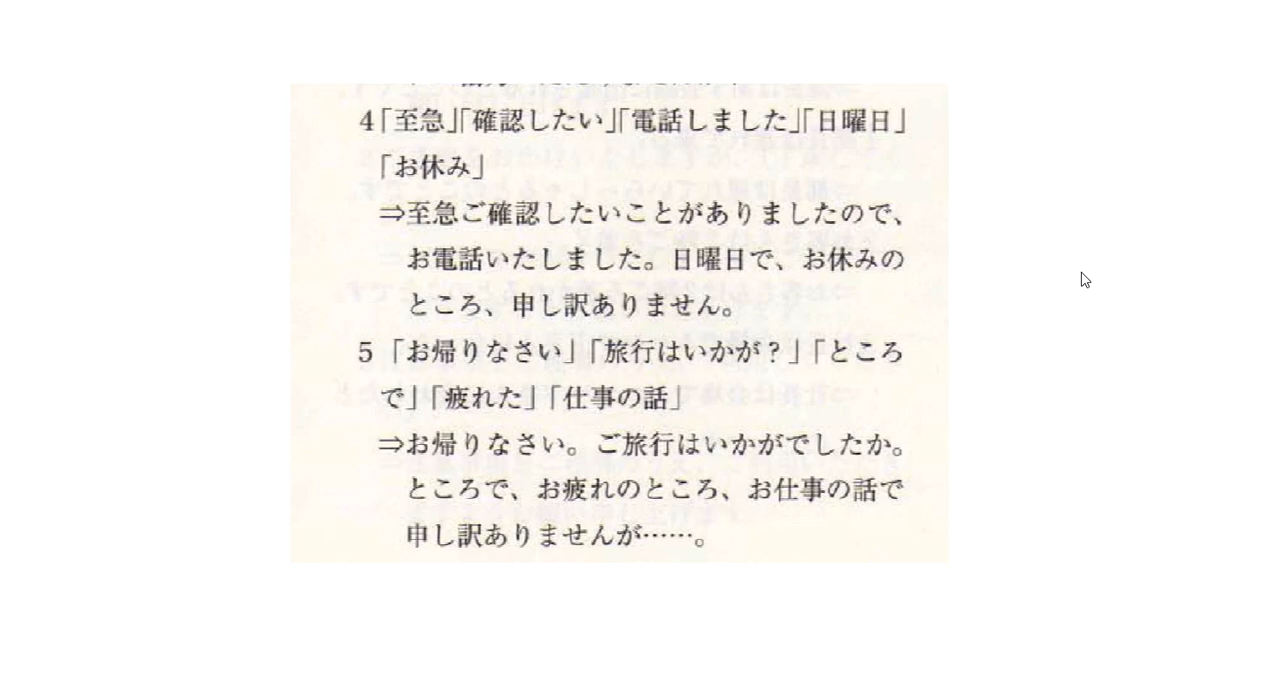 4「至急」「確認したい」「電話しました」「日曜日」
「お休み」
⇒至急ご確認したいことがありましたので、
お電話いたしました。日曜日で、お休みの
ところ、申し訳ありません。
5「お帰りなさい」「旅行はいかが？」「ところ
で」「疲れた」「仕事の話」
⇒お帰りなさい。ご旅行はいかがでしたか。
ところで、お疲れのところ、お仕事の話で
申し訳ありませんが……。